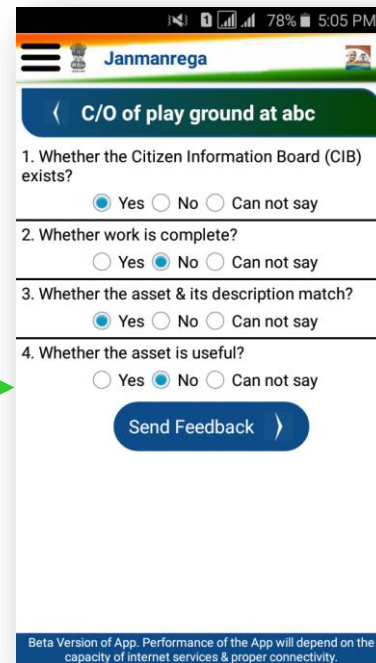 1 78% 5:05 PM
Janmanrega
C/O of play ground at abc
1. Whether the Citizen Information Board (CIB)
exists?
Yes No Can not say
2. Whether work is complete?
Yes No Can not say
3. Whether the asset & its description match?
Yes No Can not say
4. Whether the asset is useful?
Yes No Can not say
Send Feedback
Beta Version of App. Performance of the App will depend on the
capacity of internet services & proper connectivity.